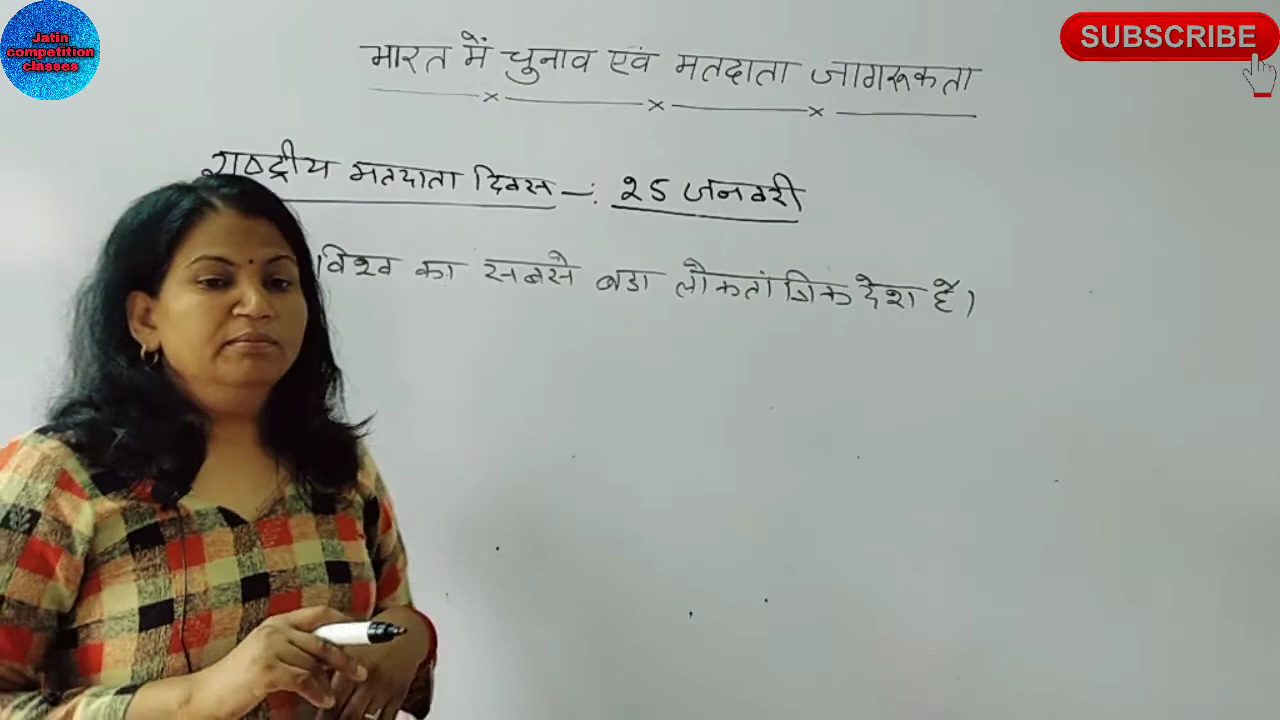 Jatin
competition
classes
SUBSCRIBE
भारत में चुनाव एवं मतदाता जागरूकता
राष्ट्रीय मतदाता दिवस -: 25 जनवरी
विश्व का सबसे बडा लौकतांत्रिक देश है।